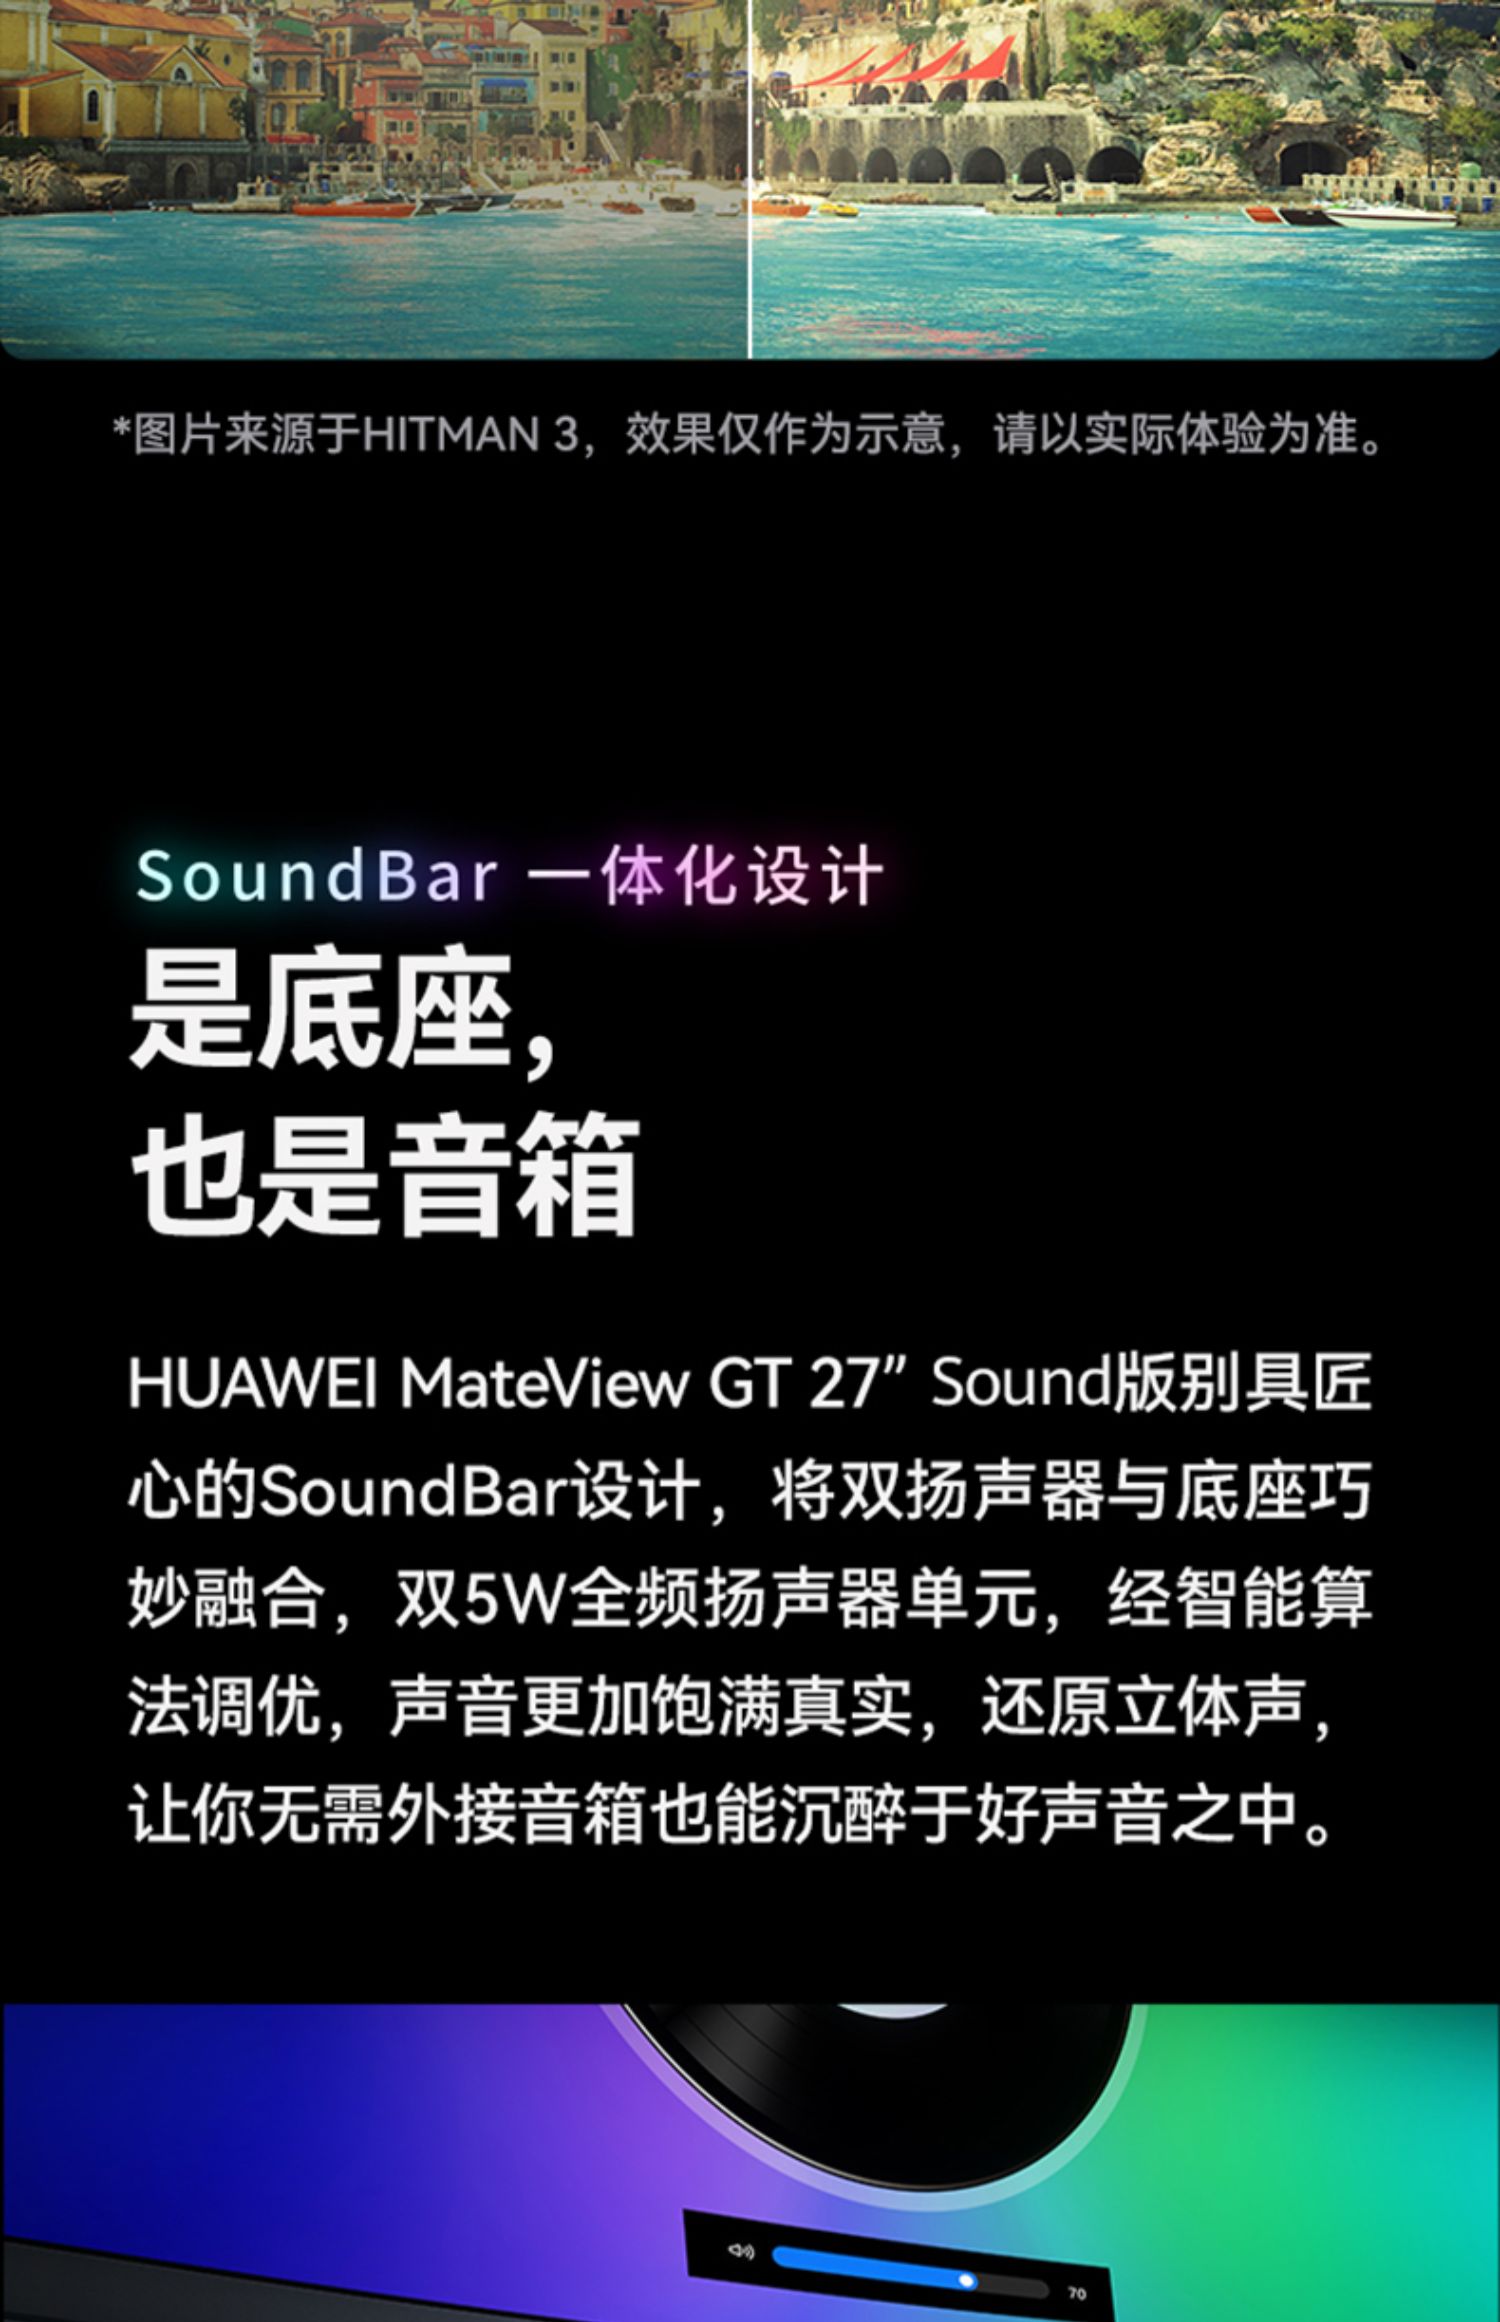 *图片来源于HITMAN 3，效果仅作为示意，请以实际体验为准。
SoundBar 一体化设计
是底座，
也是音箱
HUAWEI MateView GT 27” Sound版别具匠
心的SoundBar设计，将双扬声器与底座巧
妙融合，双5W全频扬声器单元，经智能算
法调优，声音更加饱满真实，还原立体声，
让你无需外接音箱也能沉醉于好声音之中。
70